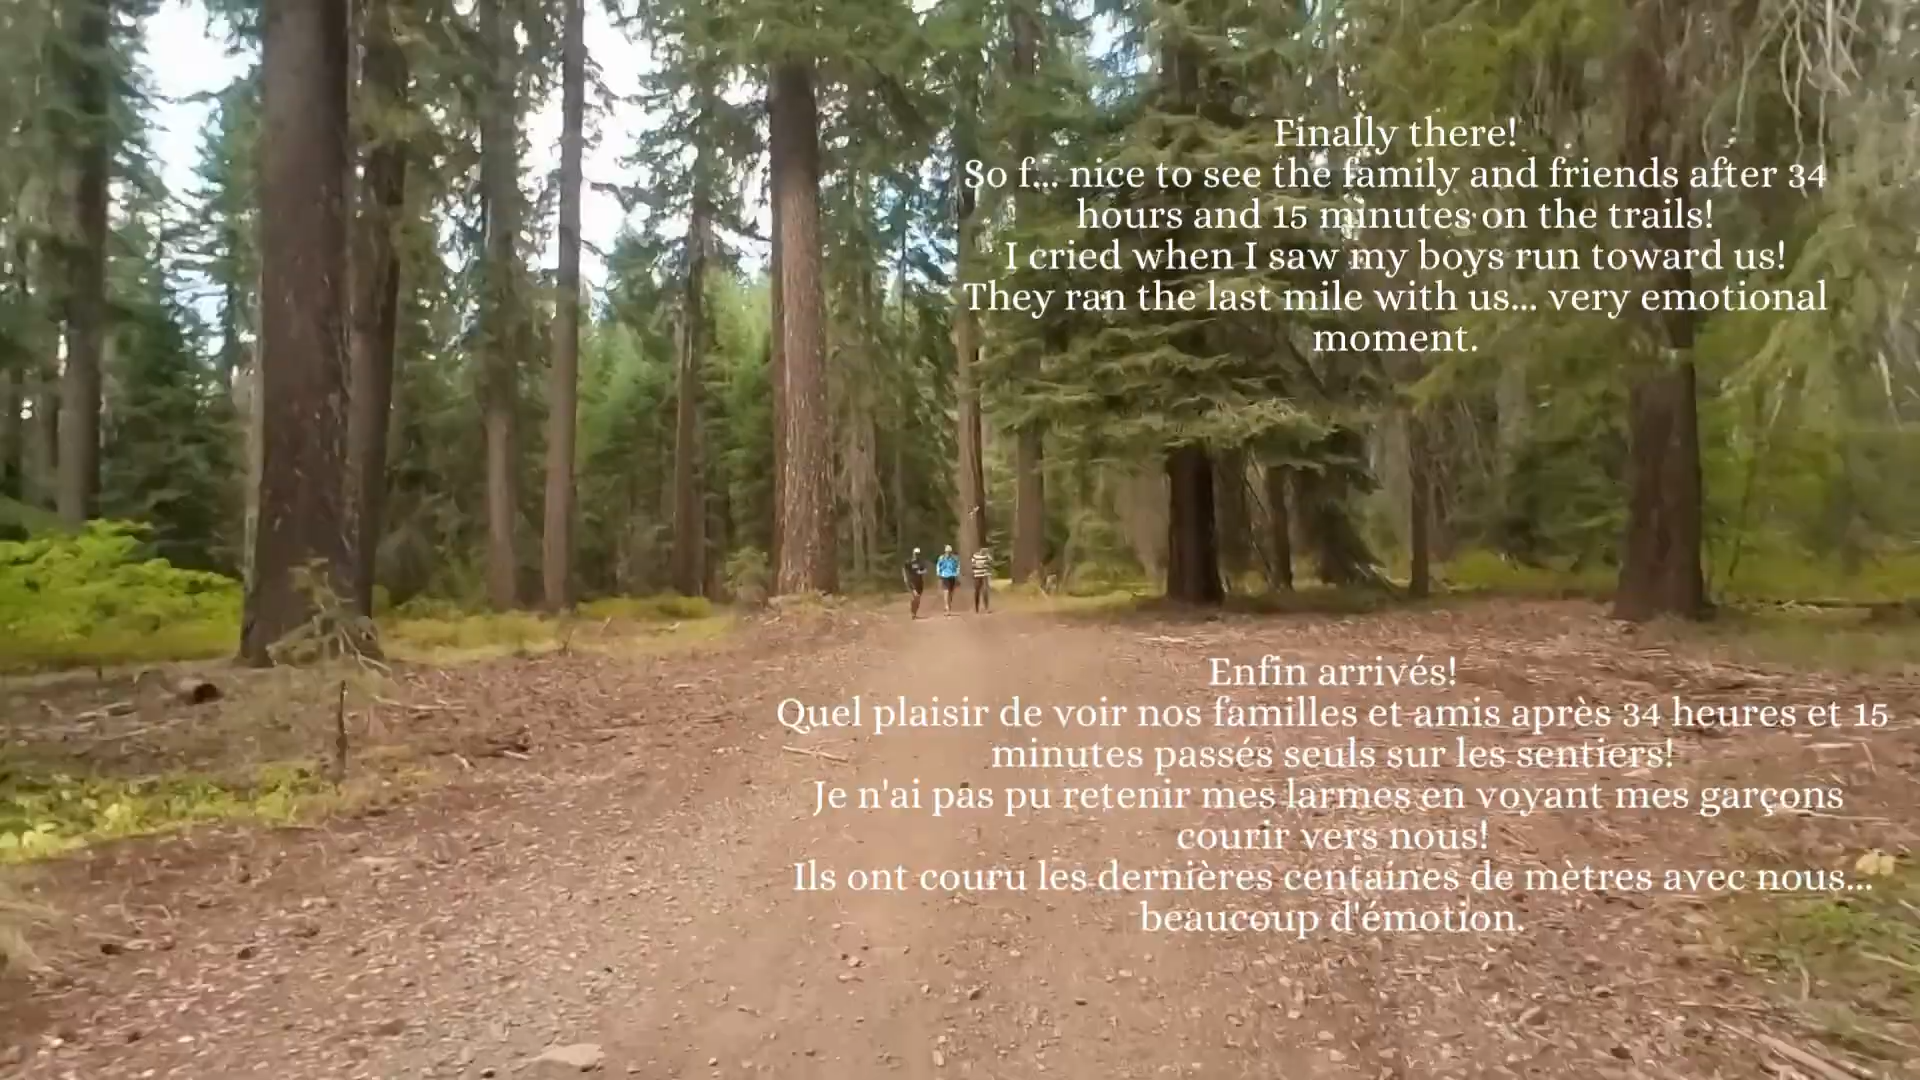 Finally there!
So f... nice to see the family and friends after 34
hours and 15 minutes on the trails!
I cried when I saw my boys run toward us!
They ran the last mile with us... very emotional
moment.
Enfin arrivés!
Quel plaisir de voir nos familles et amis après 34 heures et 15
minutes passés seuls sur les sentiers!
Je n'ai pas pu retenir mes larmes en voyant mes garçons
courir vers nous!
Ils ont couru les dernières centaines de mètres avec nous...
beaucoup d'émotion.